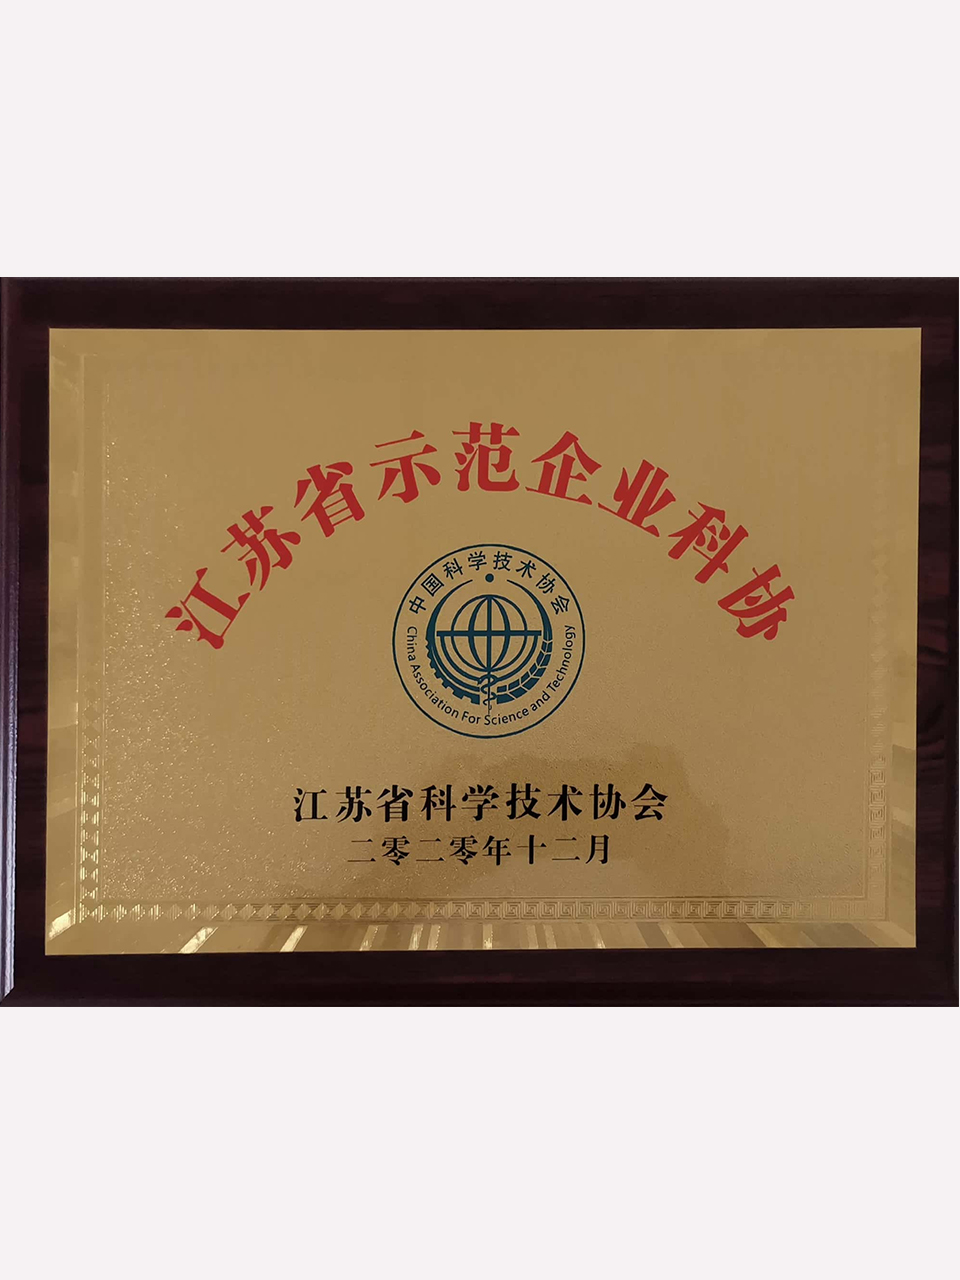 江苏省示范企业科协
中国科学技术协会
China Association For Science and Technology
江苏省科学技术协会
二零二零年十二月